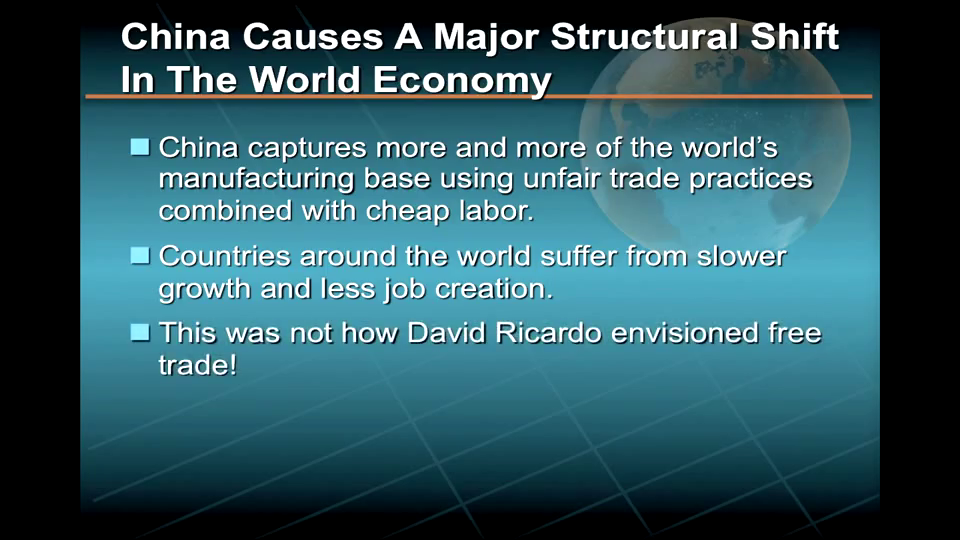 China Causes A Major Structural Shift
In The World Economy
China captures more and more of the world's
manufacturing base using unfair trade practices
combined with cheap labor.
Countries around the world suffer from slower
growth and less job creation.
This was not how David Ricardo envisioned free
trade!